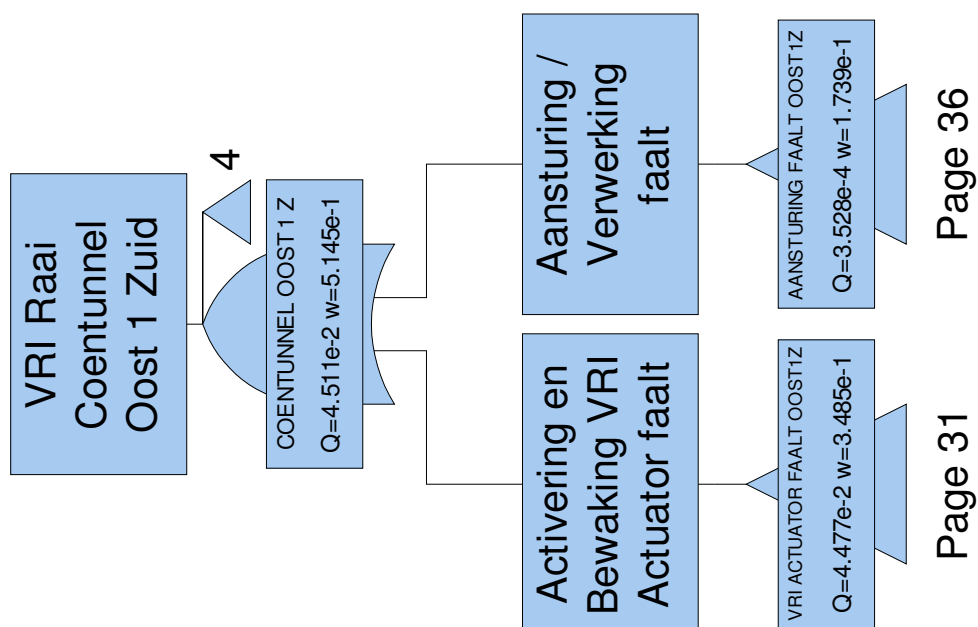 VRI Raai
Coentunnel
Oost 1 Zuid
4
COENTUNNEL OOST 1 Z
Q=4.511e-2 w=5.145e-1
Activering en
Bewaking VRI
Actuator faalt
VRI ACTUATOR FAALT OOST1Z
Q=4.477e-2 w=3.485e-1
Page 31
Aansturing /
Verwerking
faalt
AANSTURING FAALT OOST1Z
Q=3.528e-4 w=1.739e-1
Page 36